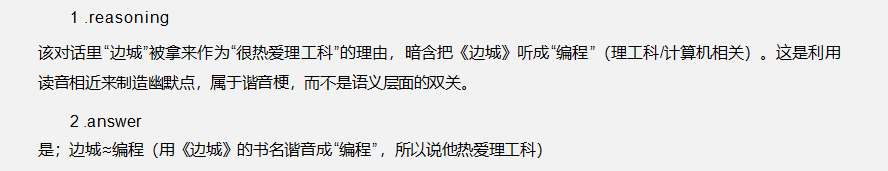 1 .reasoning
该对话里“边城”被拿来作为“很热爱理工科”的理由，暗含把《边城》听成“编程”（理工科/计算机相关）。这是利用
读音相近来制造幽默点，属于谐音梗，而不是语义层面的双关。
2 .answer
是；边城≈编程（用《边城》的书名谐音成“编程”，所以说他热爱理工科）